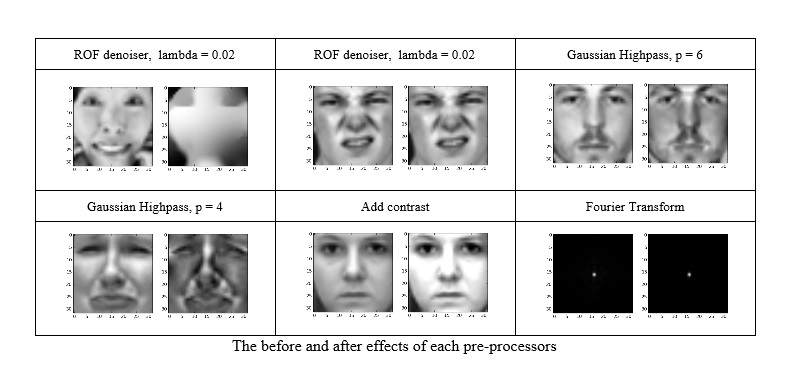 ROF denoiser, lambda = 0.02
ROF denoiser, lambda = 0.02
Gaussian Highpass, p = 6
Gaussian Highpass, p = 4
Add contrast
Fourier Transform
The before and after effects of each pre-processors